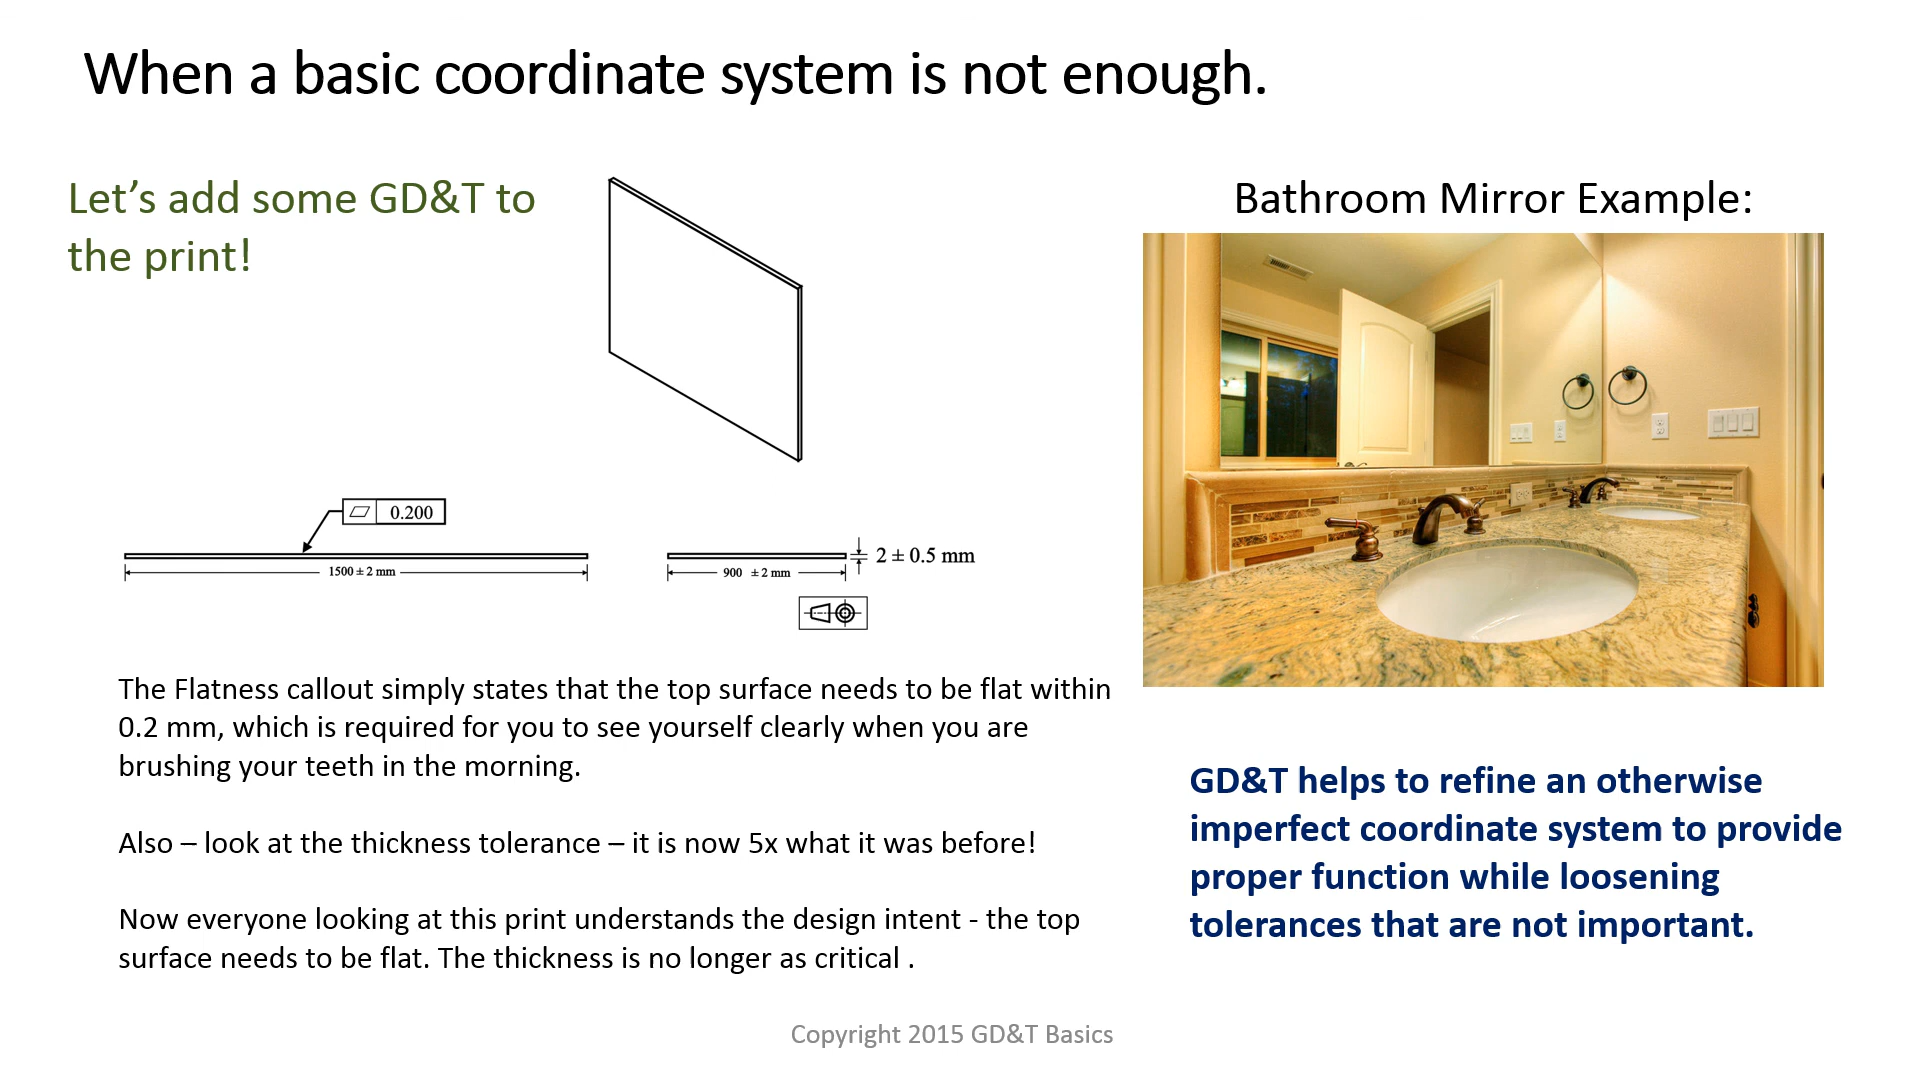 When a basic coordinate system is not enough.
Let’s add some GD&T to
the print!
Bathroom Mirror Example:
0.200
1500 ± 2 mm
900 ± 2 mm
2 ± 0.5 mm
The Flatness callout simply states that the top surface needs to be flat within
0.2 mm, which is required for you to see yourself clearly when you are
brushing your teeth in the morning.
Also – look at the thickness tolerance – it is now 5x what it was before!
Now everyone looking at this print understands the design intent - the top
surface needs to be flat. The thickness is no longer as critical .
GD&T helps to refine an otherwise
imperfect coordinate system to provide
proper function while loosening
tolerances that are not important.
Copyright 2015 GD&T Basics